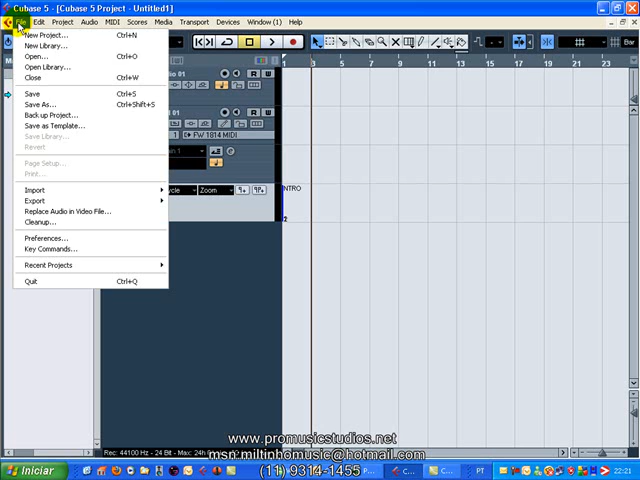 Cubase 5 - [Cubase 5 Project - Untitled1]
File Edit Project Audio MIDI Scores Media Transport Devices Window (1) Help
New Project... Ctrl+N
New Library...
Open... Ctrl+O
Open Library...
Close Ctrl+W
Save Ctrl+S
Save As... Ctrl+Shift+S
Back up Project...
Save as Template...
Save Library...
Revert
Page Setup...
Print...
Import
Export
Replace Audio in Video File...
Cleanup...
Preferences...
Key Commands...
Recent Projects
Quit Ctrl+Q
Bar
1 3 5 7 9 11 13 15 17 19 21 23
R W
R W
1 FW 1814 MIDI
Zoom
INTRO
2
www.promusicstudios.net
Rec: 44100 Hz - 24 Bit - Max: 24h
msn.miltinhomusic@hotmail.com
(11) 9314-1455
Iniciar
PT
22:21